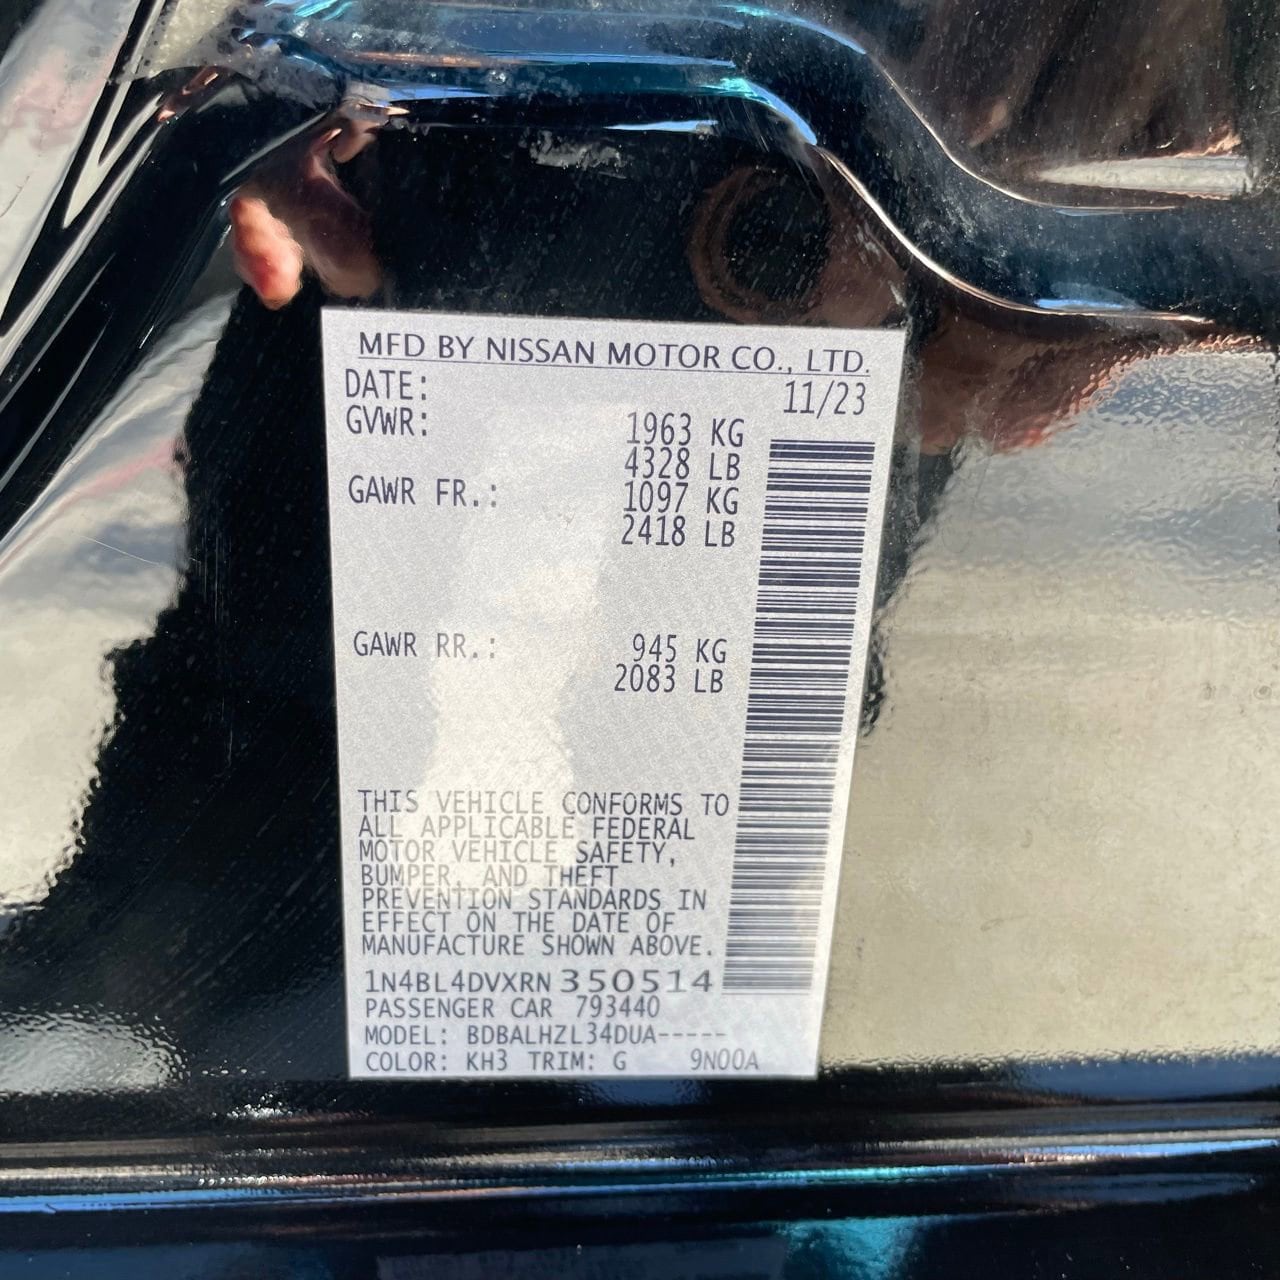 MFD BY NISSAN MOTOR CO., LTD.
DATE: 11/23
GVWR: 1963 KG
4328 LB
GAWR FR.: 1097 KG
2418 LB
GAWR RR.: 945 KG
2083 LB
THIS VEHICLE CONFORMS TO
ALL APPLICABLE FEDERAL
MOTOR VEHICLE SAFETY,
BUMPER, AND THEFT
PREVENTION STANDARDS IN
EFFECT ON THE DATE OF
MANUFACTURE SHOWN ABOVE.
1N4BL4DVXRN350514
PASSENGER CAR 793440
MODEL: BDBALHZL34DUA-----
COLOR: KH3 TRIM: G 9N00A